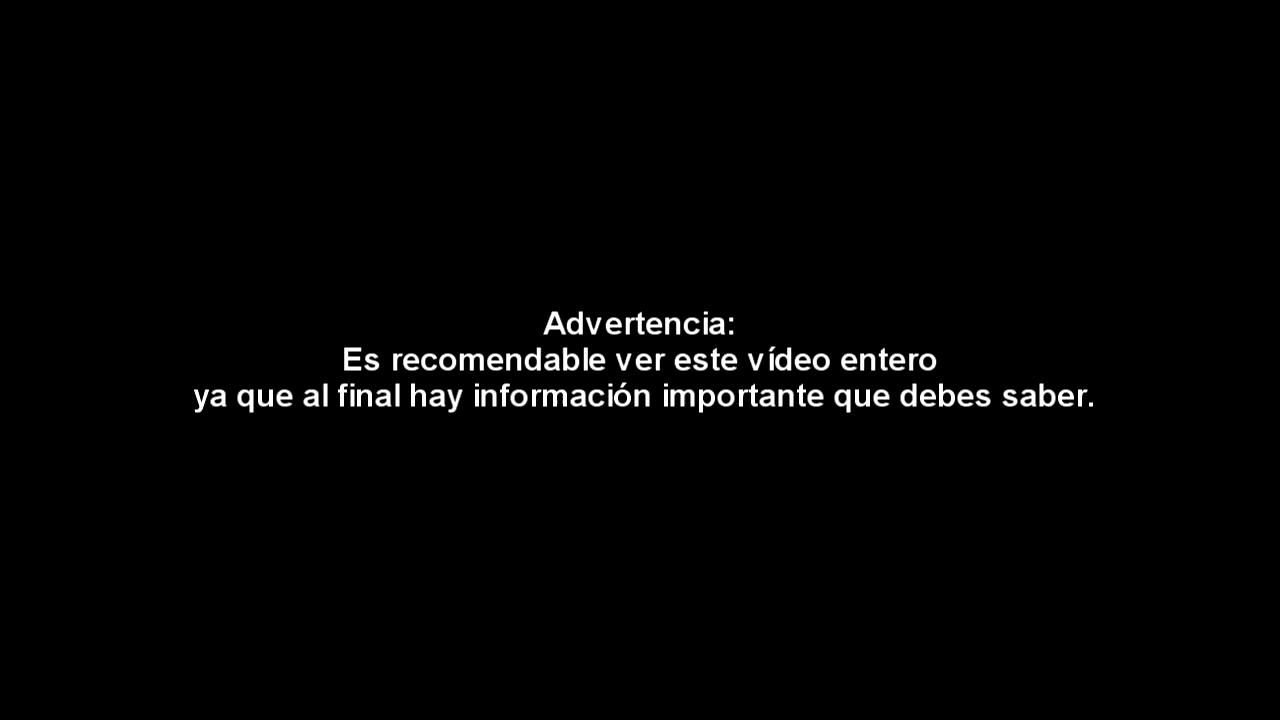 Advertencia:
Es recomendable ver este vídeo entero
ya que al final hay información importante que debes saber.